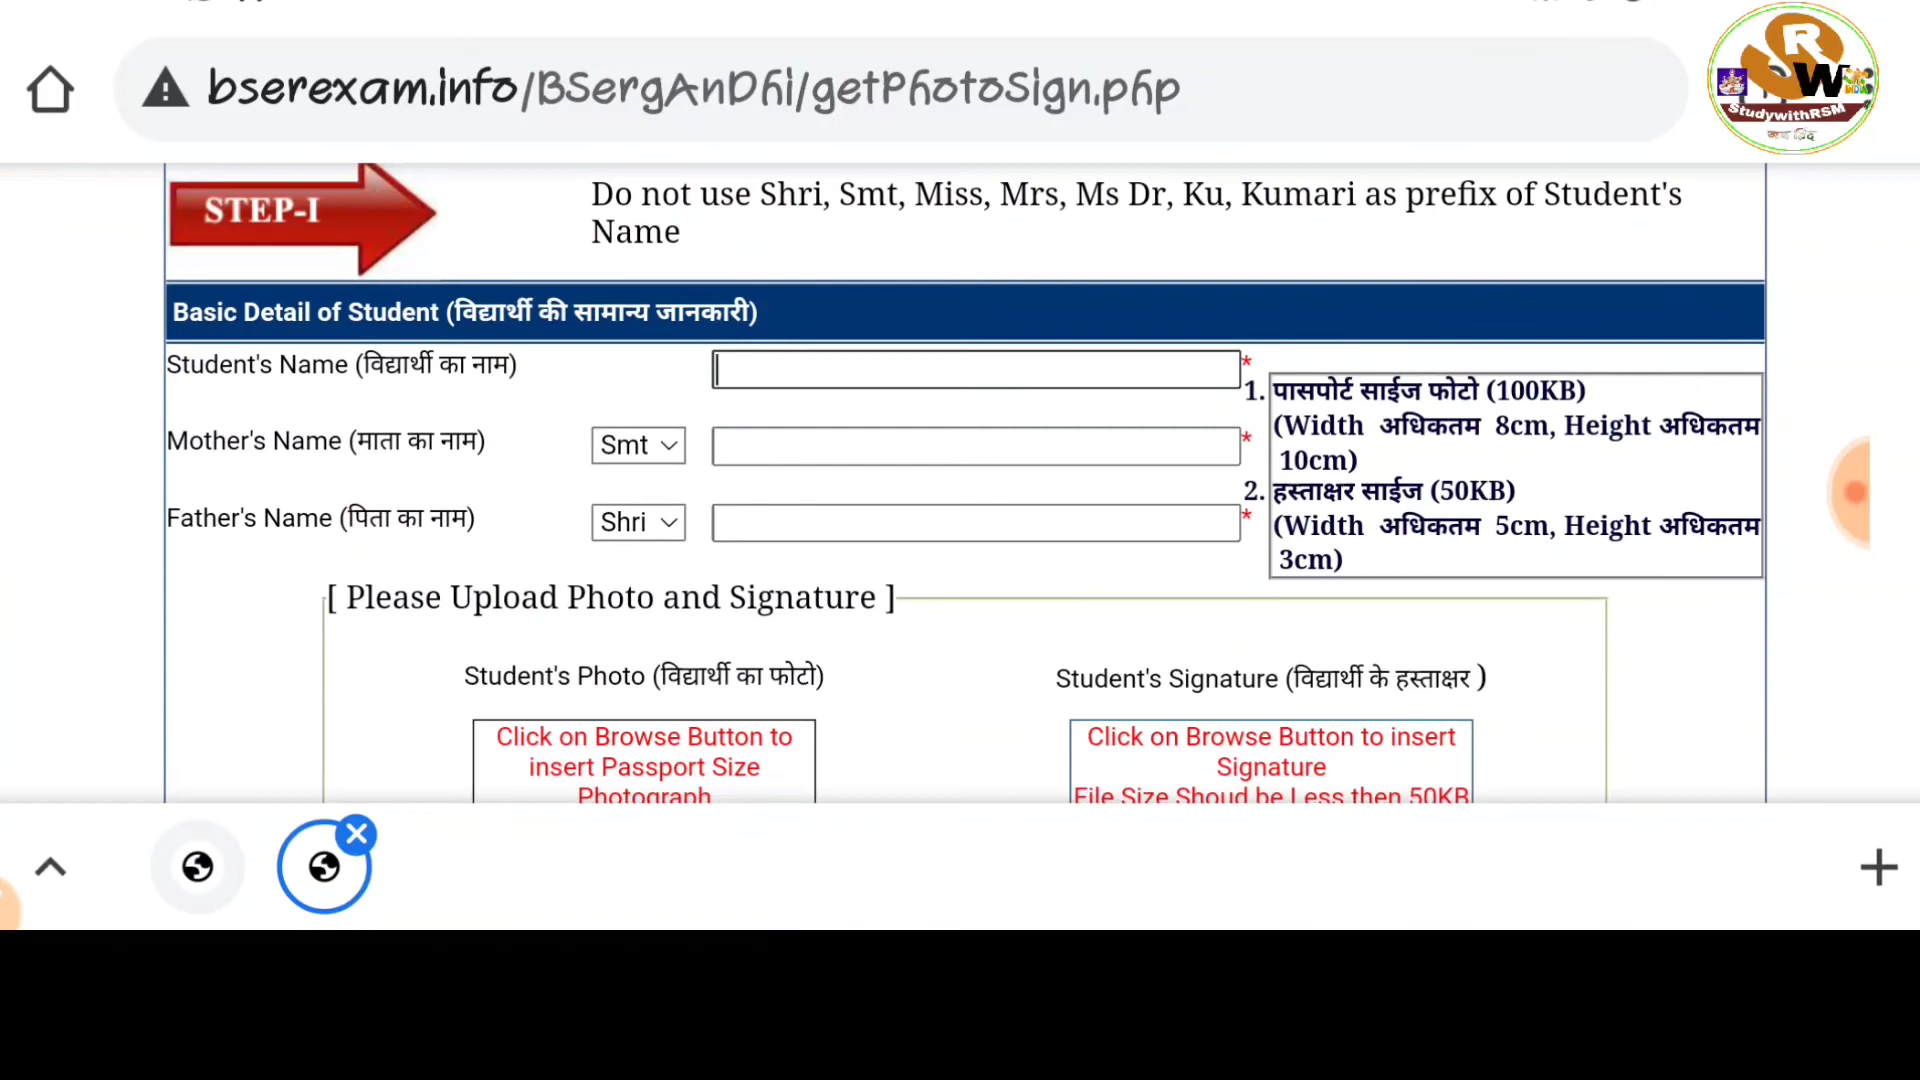 bserexam.info/BSergAnDhi/getPhotoSign.php
RW
StudywithRSM
STEP-I
Do not use Shri, Smt, Miss, Mrs, Ms Dr, Ku, Kumari as prefix of Student's
Name
Basic Detail of Student (विद्यार्थी की सामान्य जानकारी)
Student's Name (विद्यार्थी का नाम)
*
Mother's Name (माता का नाम)
Smt
*
Father's Name (पिता का नाम)
Shri
*
1. पासपोर्ट साईज फोटो (100KB)
(Width अधिकतम 8cm, Height अधिकतम
10cm)
2. हस्ताक्षर साईज (50KB)
(Width अधिकतम 5cm, Height अधिकतम
3cm)
[ Please Upload Photo and Signature ]
Student's Photo (विद्यार्थी का फोटो)
Student's Signature (विद्यार्थी के हस्ताक्षर )
Click on Browse Button to
insert Passport Size
Photograph
Click on Browse Button to insert
Signature
File Size Shoud be Less then 50KB